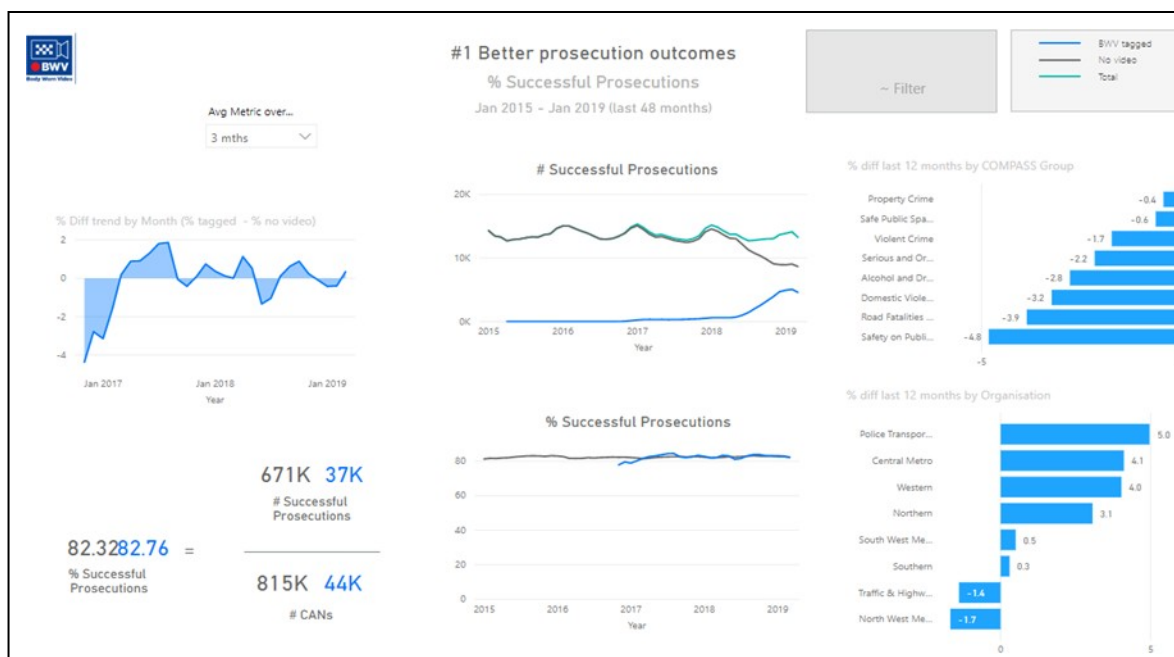 BWV
Body Worn Video
#1 Better prosecution outcomes
% Successful Prosecutions
Jan 2015 - Jan 2019 (last 48 months)
~ Filter
BWV tagged
No video
Total
Avg Metric over...
3 mths
% Diff trend by Month (% tagged - % no video)
2
0
-2
-4
Jan 2017 Jan 2018 Jan 2019
Year
# Successful Prosecutions
20K
10K
0K
2015 2016 2017 2018 2019
Year
% diff last 12 months by COMPASS Group
Property Crime -0.4
Safe Public Spa... -0.6
Violent Crime -1.7
Serious and Or... -2.2
Alcohol and Dr... -2.8
Domestic Viole... -3.2
Road Fatalities ... -3.9
Safety on Publi... -4.8
-5
671K 37K
# Successful
Prosecutions
82.32 82.76 =
% Successful
Prosecutions
815K 44K
# CANs
% Successful Prosecutions
80
60
40
20
0
2015 2016 2017 2018 2019
Year
% diff last 12 months by Organisation
Police Transpor... 5.0
Central Metro 4.1
Western 4.0
Northern 3.1
South West Me... 0.5
Southern 0.3
Traffic & Highw... -1.4
North West Me... -1.7
0 5